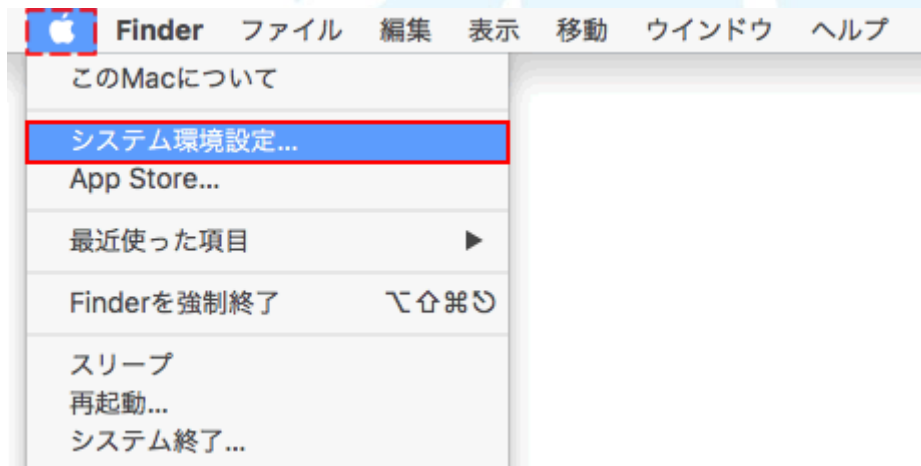 Finder ファイル 編集 表示 移動 ウインドウ ヘルプ
このMacについて
システム環境設定...
App Store...
最近使った項目 ▶
Finderを強制終了 ⌥⇧⌘⎋
スリープ
再起動...
システム終了...